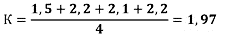 К = (1,5 + 2,2 + 2,1 + 2,2) / 4 = 1,97